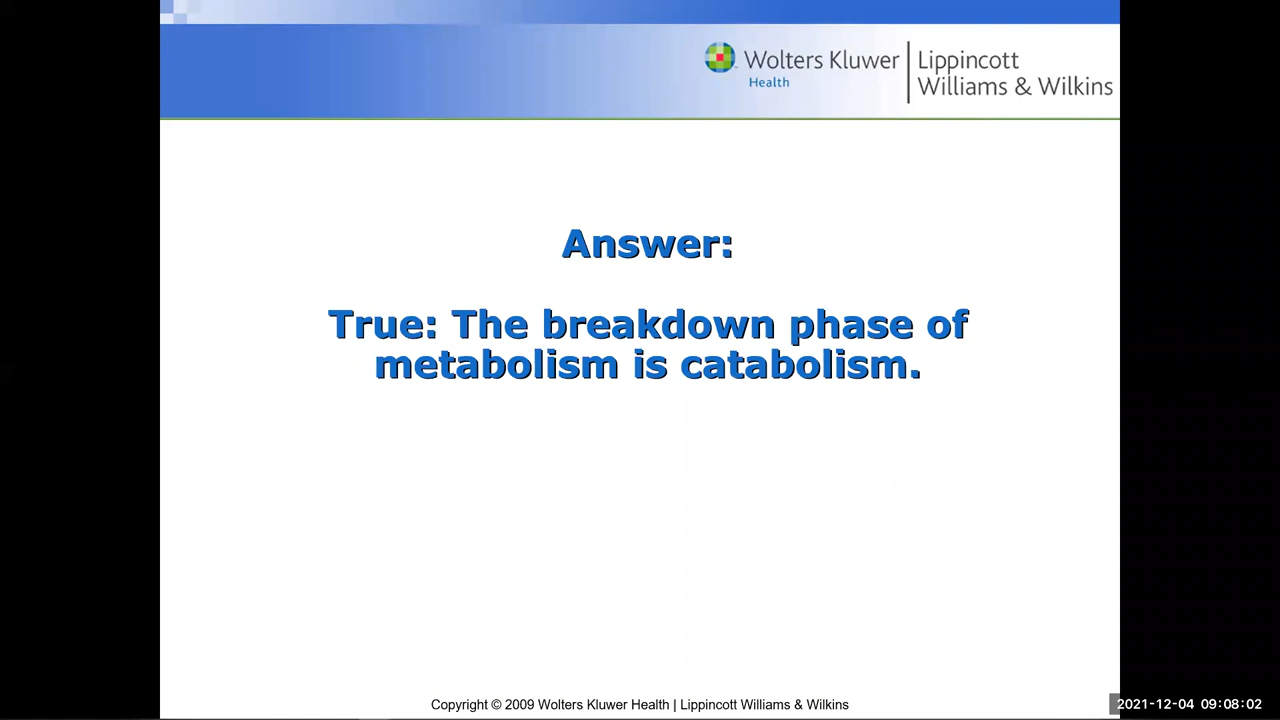 Wolters Kluwer
Health
Lippincott
Williams & Wilkins
Answer:
True: The breakdown phase of
metabolism is catabolism.
Copyright © 2009 Wolters Kluwer Health | Lippincott Williams & Wilkins
2021-12-04 09:08:02